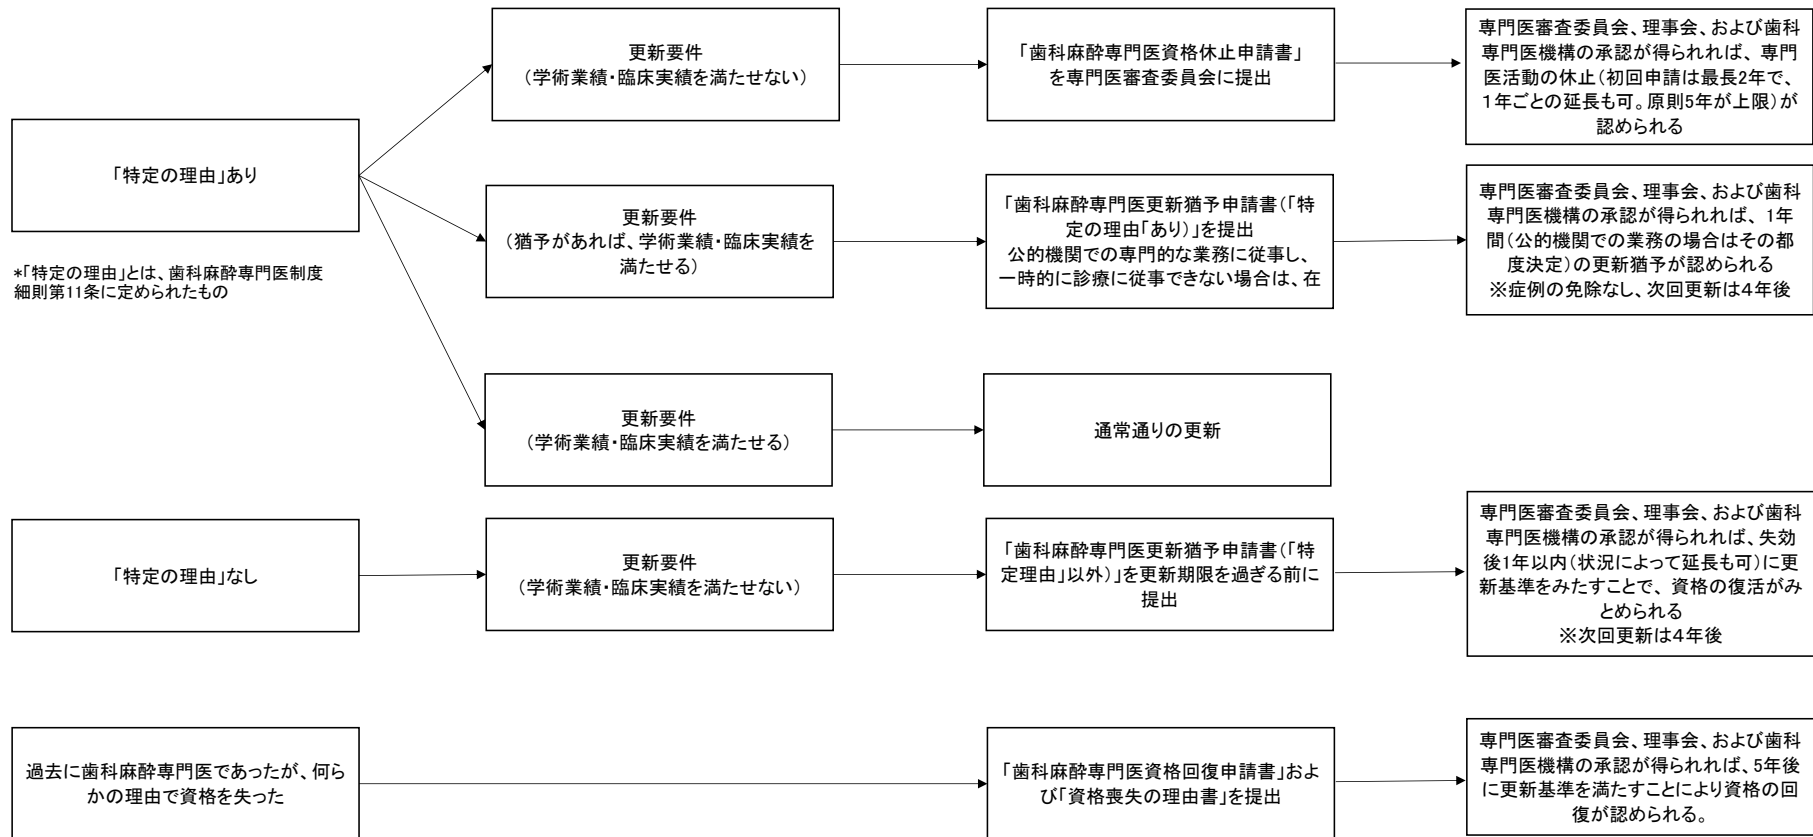 「特定の理由」あり
*「特定の理由」とは、歯科麻酔専門医制度
細則第11条に定められたもの
更新要件
（学術業績・臨床実績を満たせない）
「歯科麻酔専門医資格休止申請書」
を専門医審査委員会に提出
専門医審査委員会、理事会、および歯科
専門医機構の承認が得られれば、専門
医活動の休止（初回申請は最長2年で、
1年ごとの延長も可。原則5年が上限）が
認められる
更新要件
（猶予があれば、学術業績・臨床実績を
満たせる）
「歯科麻酔専門医更新猶予申請書（「特
定の理由「あり）」を提出
公的機関での専門的な業務に従事し、
一時的に診療に従事できない場合は、在
専門医審査委員会、理事会、および歯科
専門医機構の承認が得られれば、1年
間（公的機関での業務の場合はその都
度決定）の更新猶予が認められる
※症例の免除なし、次回更新は4年後
更新要件
（学術業績・臨床実績を満たせる）
通常通りの更新
「特定の理由」なし
更新要件
（学術業績・臨床実績を満たせない）
「歯科麻酔専門医更新猶予申請書（「特
定理由」以外）」を更新期限を過ぎる前に
提出
専門医審査委員会、理事会、および歯科
専門医機構の承認が得られれば、失効
後1年以内（状況によって延長も可）に更
新基準をみたすことで、資格の復活がみ
とめられる
※次回更新は4年後
過去に歯科麻酔専門医であったが、何ら
かの理由で資格を失った
「歯科麻酔専門医資格回復申請書」およ
び「資格喪失の理由書」を提出
専門医審査委員会、理事会、および歯科
専門医機構の承認が得られれば、5年後
に更新基準を満たすことにより資格の回
復が認められる。